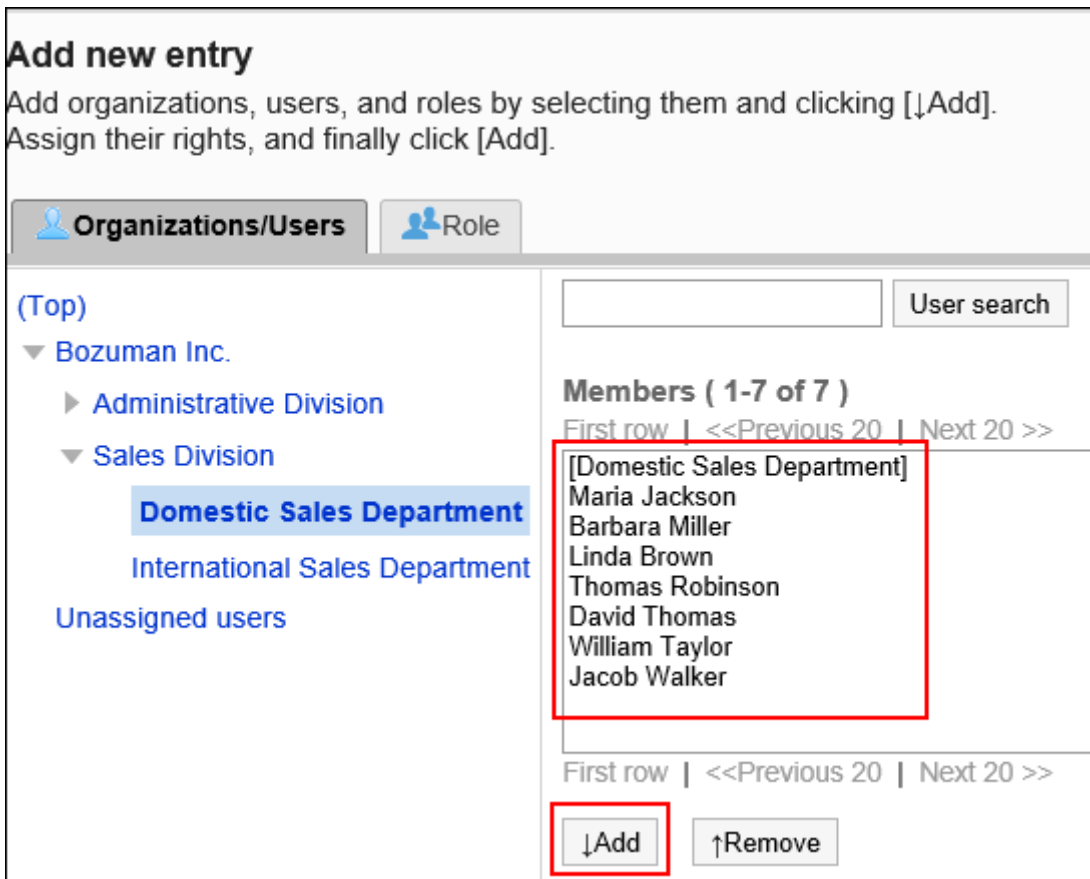 Add new entry
Add organizations, users, and roles by selecting them and clicking [↓Add].
Assign their rights, and finally click [Add].
Organizations/Users
Role
(Top)
Bozuman Inc.
Administrative Division
Sales Division
Domestic Sales Department
International Sales Department
Unassigned users
User search
Members ( 1-7 of 7 )
First row | <<Previous 20 | Next 20 >>
[Domestic Sales Department]
Maria Jackson
Barbara Miller
Linda Brown
Thomas Robinson
David Thomas
William Taylor
Jacob Walker
First row | <<Previous 20 | Next 20 >>
↓Add
↑Remove